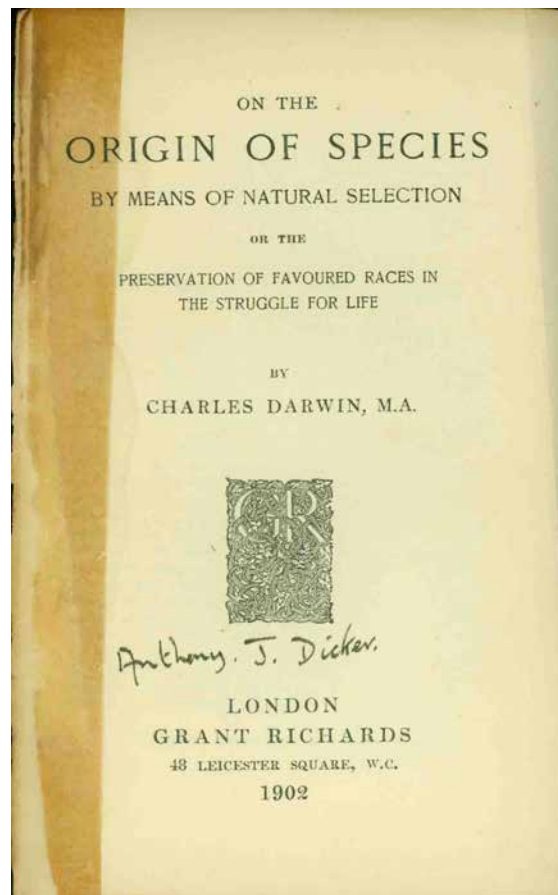 ON THE
ORIGIN OF SPECIES
BY MEANS OF NATURAL SELECTION
OR THE
PRESERVATION OF FAVOURED RACES IN
THE STRUGGLE FOR LIFE
BY
CHARLES DARWIN, M.A.
Anthony. J. Dicker.
LONDON
GRANT RICHARDS
48 LEICESTER SQUARE, W.C.
1902